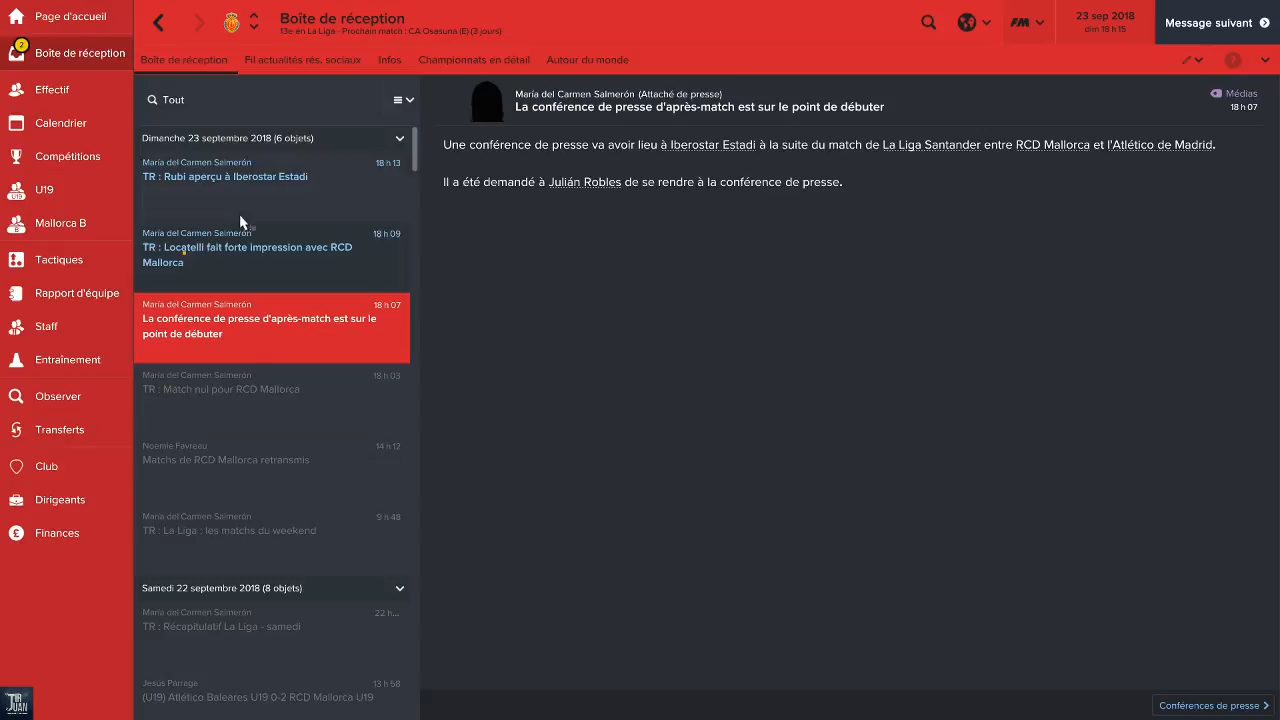 Page d'accueil
2
Boîte de réception
Effectif
Calendrier
Compétitions
U19
U19
Mallorca B
B
Tactiques
Rapport d'équipe
Staff
Entraînement
Observer
Transferts
Club
Dirigeants
Finances
Boîte de réception
13e en La Liga - Prochain match : CA Osasuna (E) (3 jours)
FM
23 sep 2018
dim 18 h 15
Message suivant
Boîte de réception
Fil actualités rés. sociaux
Infos
Championnats en détail
Autour du monde
?
Tout
Dimanche 23 septembre 2018 (6 objets)
María del Carmen Salmerón 18 h 13
TR : Rubi aperçu à Iberostar Estadi
María del Carmen Salmerón 18 h 09
TR : Locatelli fait forte impression avec RCD
Mallorca
María del Carmen Salmerón 18 h 07
La conférence de presse d'après-match est sur le
point de débuter
María del Carmen Salmerón 18 h 03
TR : Match nul pour RCD Mallorca
Noemie Favreau 14 h 12
Matchs de RCD Mallorca retransmis
María del Carmen Salmerón 9 h 48
TR : La Liga : les matchs du weekend
Samedi 22 septembre 2018 (8 objets)
María del Carmen Salmerón 22 h...
TR : Récapitulatif La Liga - samedi
Jesús Párraga 13 h 58
(U19) Atlético Baleares U19 0-2 RCD Mallorca U19
María del Carmen Salmerón (Attaché de presse)
La conférence de presse d'après-match est sur le point de débuter
Médias
18 h 07
Une conférence de presse va avoir lieu à Iberostar Estadi à la suite du match de La Liga Santander entre RCD Mallorca et l'Atlético de Madrid.
Il a été demandé à Julián Robles de se rendre à la conférence de presse.
Conférences de presse